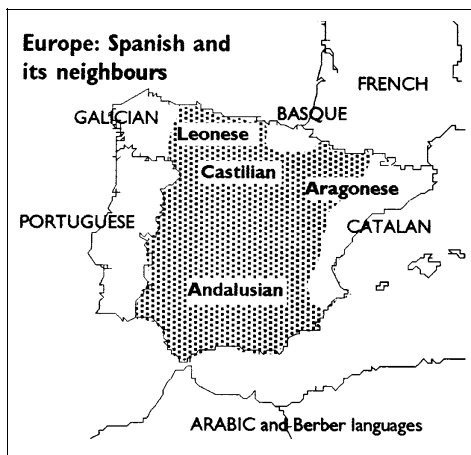 Europe: Spanish and
its neighbours
FRENCH
GALICIAN
BASQUE
Leonese
Castilian
Aragonese
PORTUGUESE
CATALAN
Andalusian
ARABIC and Berber languages